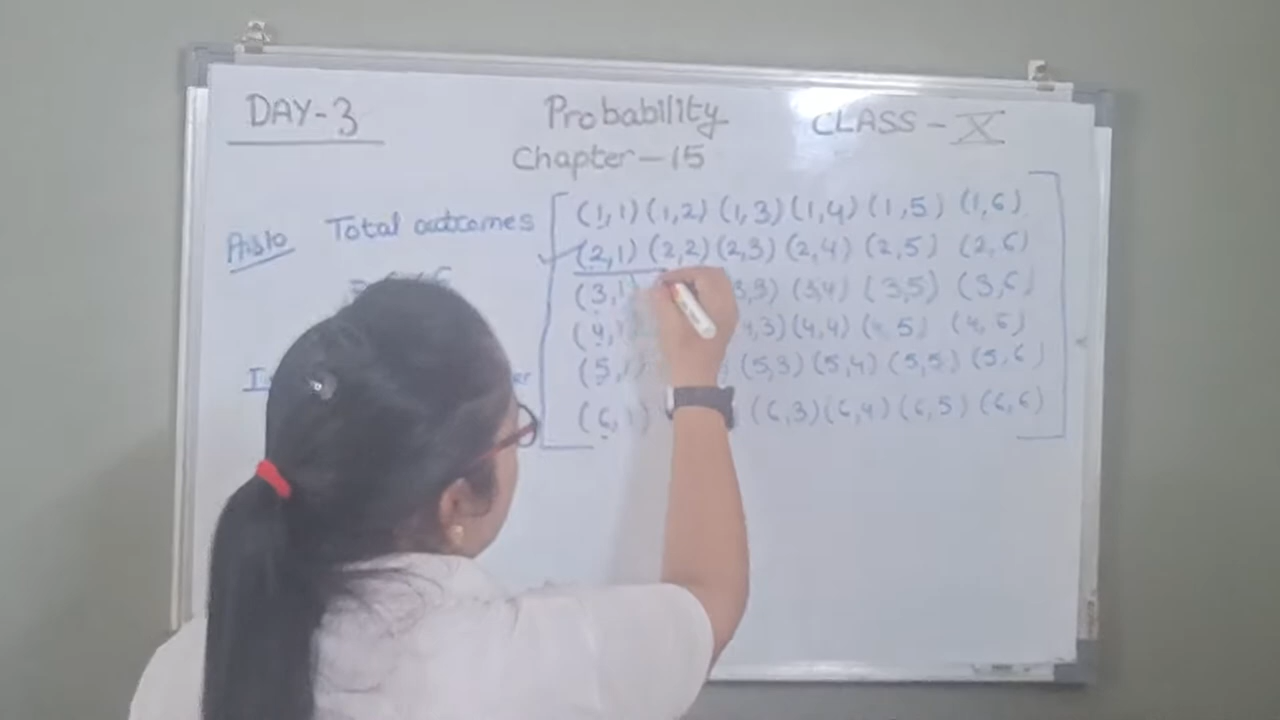 DAY-3
Probability
CLASS - X
Chapter-15
Total outcomes
(1,1) (1,2) (1,3) (1,4) (1,5) (1,6)
(2,1) (2,2) (2,3) (2,4) (2,5) (2,6)
(3,1 ,3) (3,4) (3,5) (3,6)
(4,1 4,3) (4,4) (4,5) (4,6)
(5,1 (5,3) (5,4) (5,5) (5,6)
(6,1) (6,3) (6,4) (6,5) (6,6)